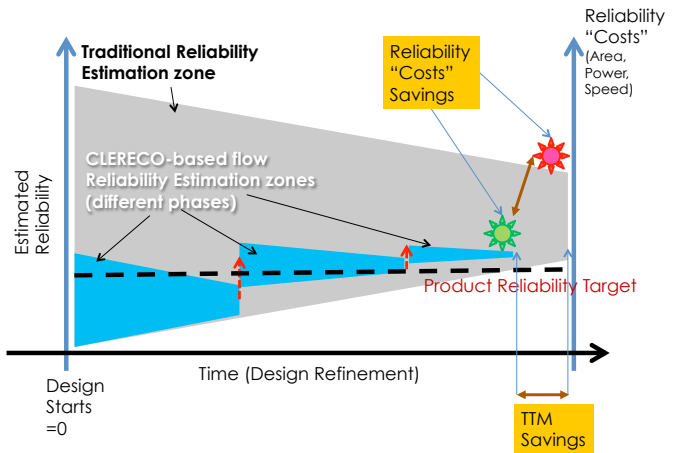 Traditional Reliability
Estimation zone
Reliability
“Costs”
Savings
Reliability
“Costs”
(Area,
Power,
Speed)
CLERECO-based flow
Reliability Estimation zones
(different phases)
Estimated
Reliability
Product Reliability Target
Time (Design Refinement)
Design
Starts
=0
TTM
Savings